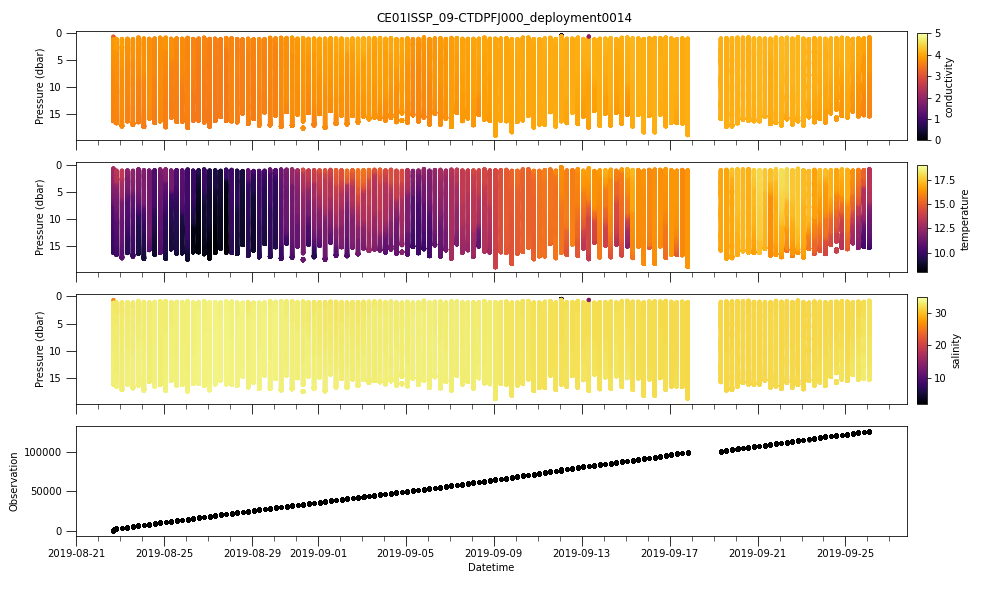 CE01ISSP_09-CTDPFJ000_deployment0014
0
5
10
15
Pressure (dbar)
5
4
3
2
1
0
conductivity
0
5
10
15
Pressure (dbar)
17.5
15.0
12.5
10.0
temperature
0
5
10
15
Pressure (dbar)
30
20
10
salinity
100000
50000
0
Observation
2019-08-21 2019-08-25 2019-08-29 2019-09-01 2019-09-05 2019-09-09 2019-09-13 2019-09-17 2019-09-21 2019-09-25
Datetime